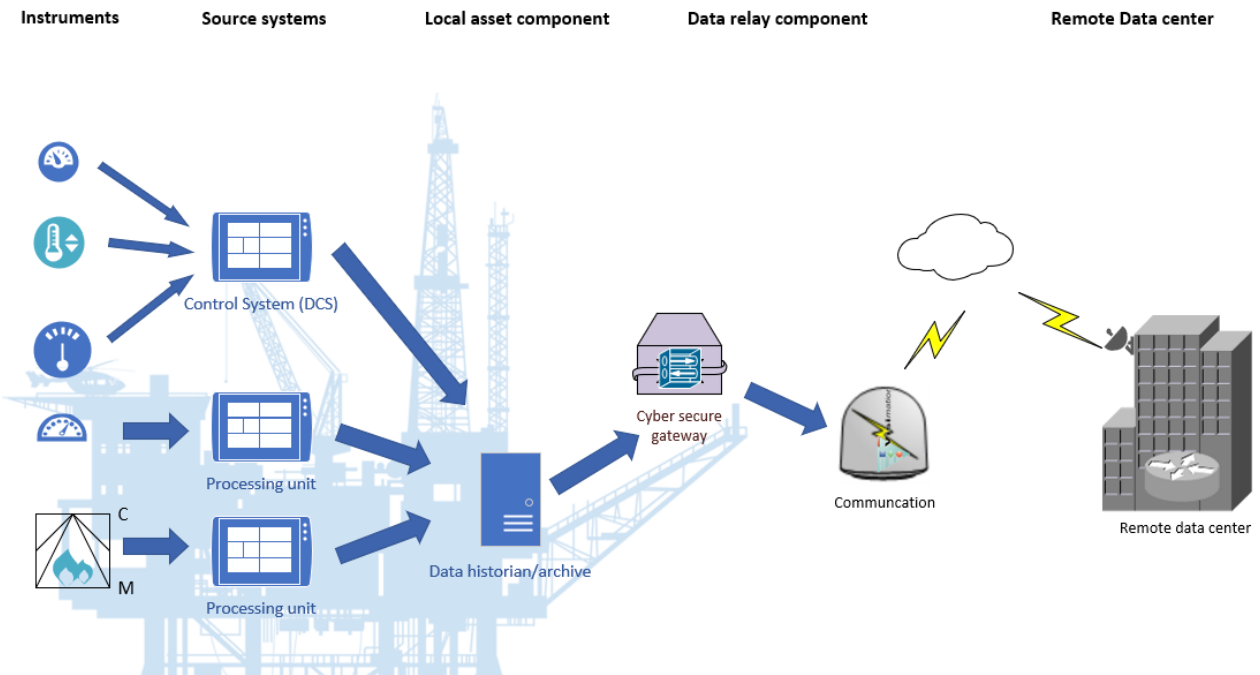 Instruments
Source systems
Local asset component
Data relay component
Remote Data center
Control System (DCS)
Cyber secure
gateway
Processing unit
Communcation
C
Remote data center
Data historian/archive
M
Processing unit